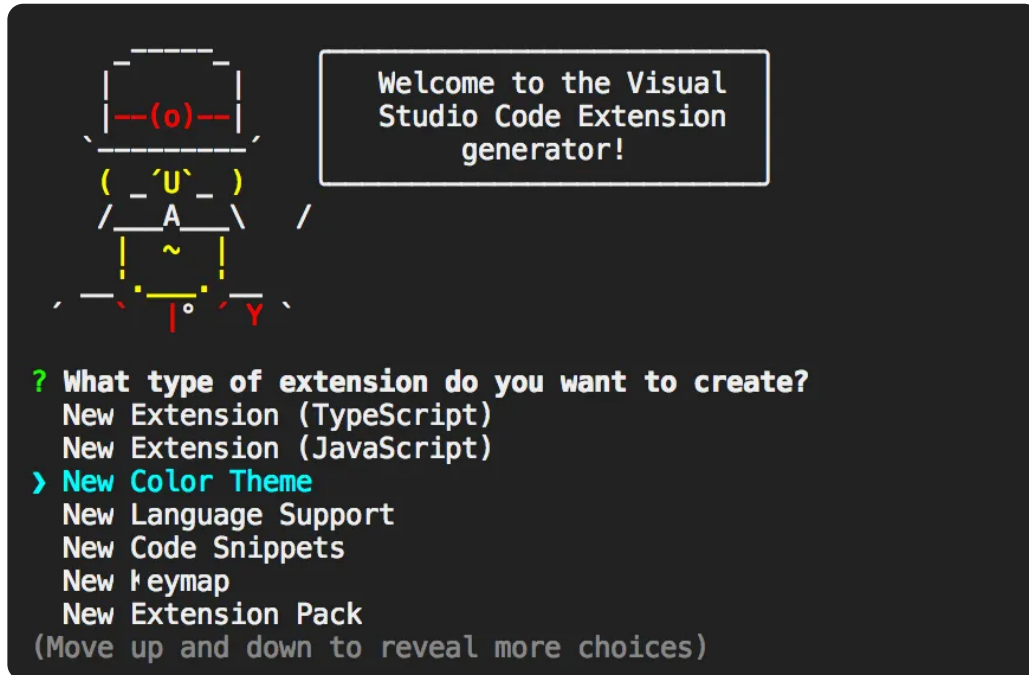 Welcome to the Visual
Studio Code Extension
generator!
? What type of extension do you want to create?
New Extension (TypeScript)
New Extension (JavaScript)
❯ New Color Theme
New Language Support
New Code Snippets
New Keymap
New Extension Pack
(Move up and down to reveal more choices)